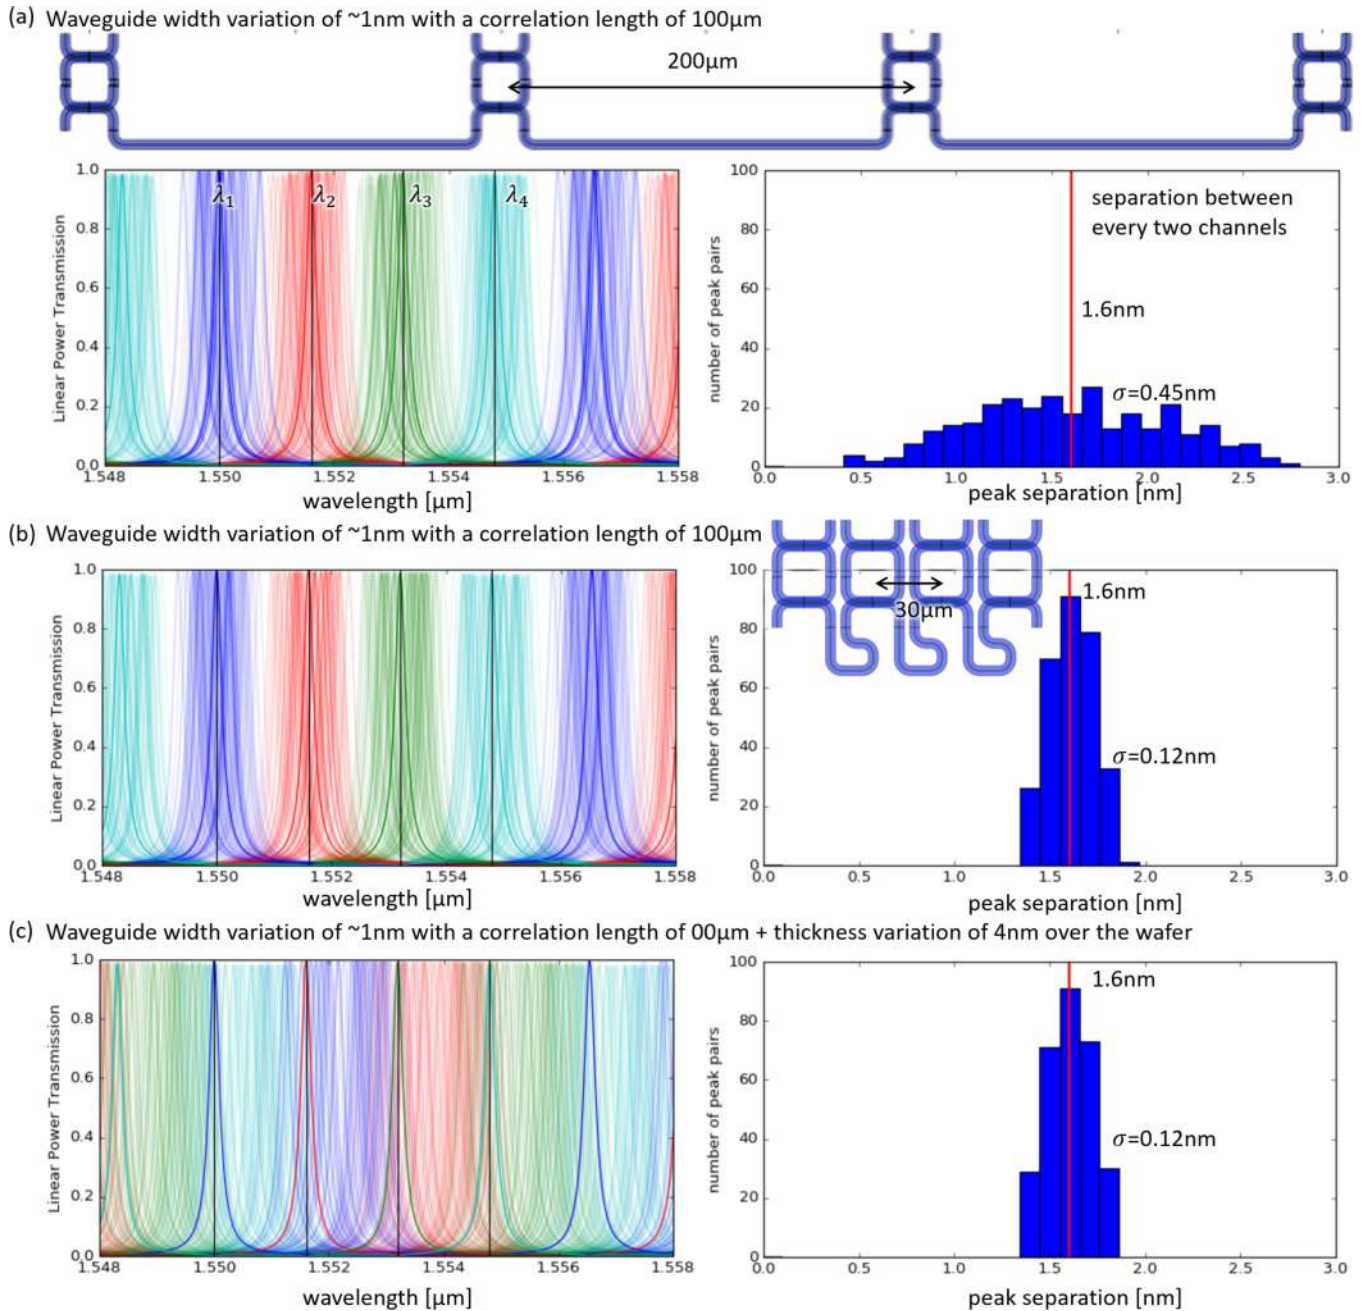 (a) Waveguide width variation of ~1nm with a correlation length of 100µm
200µm
Linear Power Transmission
1.0
0.8
0.6
0.4
0.2
0.0
λ1 λ2 λ3 λ4
1.548 1.550 1.552 1.554 1.556 1.558
wavelength [µm]
number of peak pairs
100
80
60
40
20
0
separation between
every two channels
1.6nm
σ=0.45nm
0.0 0.5 1.0 1.5 2.0 2.5 3.0
peak separation [nm]
(b) Waveguide width variation of ~1nm with a correlation length of 100µm
Linear Power Transmission
1.0
0.8
0.6
0.4
0.2
0.0
1.548 1.550 1.552 1.554 1.556 1.558
wavelength [µm]
number of peak pairs
100
80
60
40
20
0
30µm
1.6nm
σ=0.12nm
0.0 0.5 1.0 1.5 2.0 2.5 3.0
peak separation [nm]
(c) Waveguide width variation of ~1nm with a correlation length of 00µm + thickness variation of 4nm over the wafer
Linear Power Transmission
1.0
0.8
0.6
0.4
0.2
0.0
1.548 1.550 1.552 1.554 1.556 1.558
wavelength [µm]
number of peak pairs
100
80
60
40
20
0
1.6nm
σ=0.12nm
0.0 0.5 1.0 1.5 2.0 2.5 3.0
peak separation [nm]